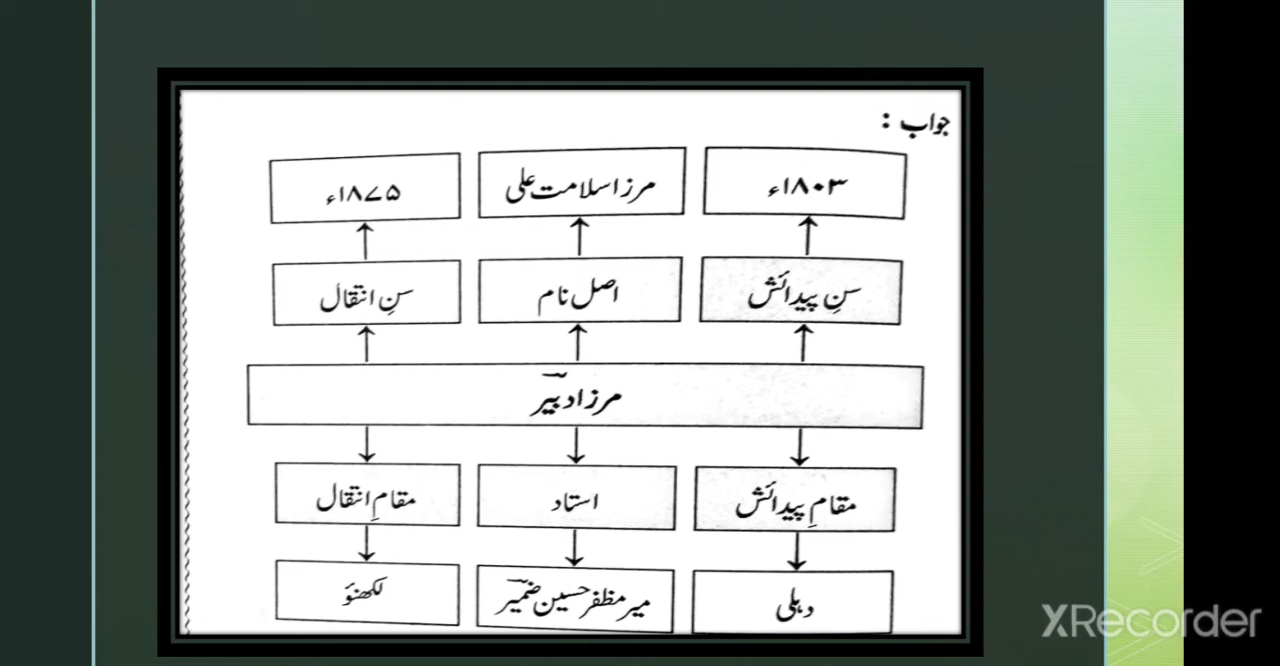 جواب :
۱۸۰۳ء مرزا سلامت علی ۱۸۷۵ء
سنِ پیدائش اصل نام سنِ انتقال
مرزا دبیرؔ
مقامِ پیدائش استاد مقامِ انتقال
دہلی میر مظفر حسین ضمیرؔ لکھنؤ
XRecorder